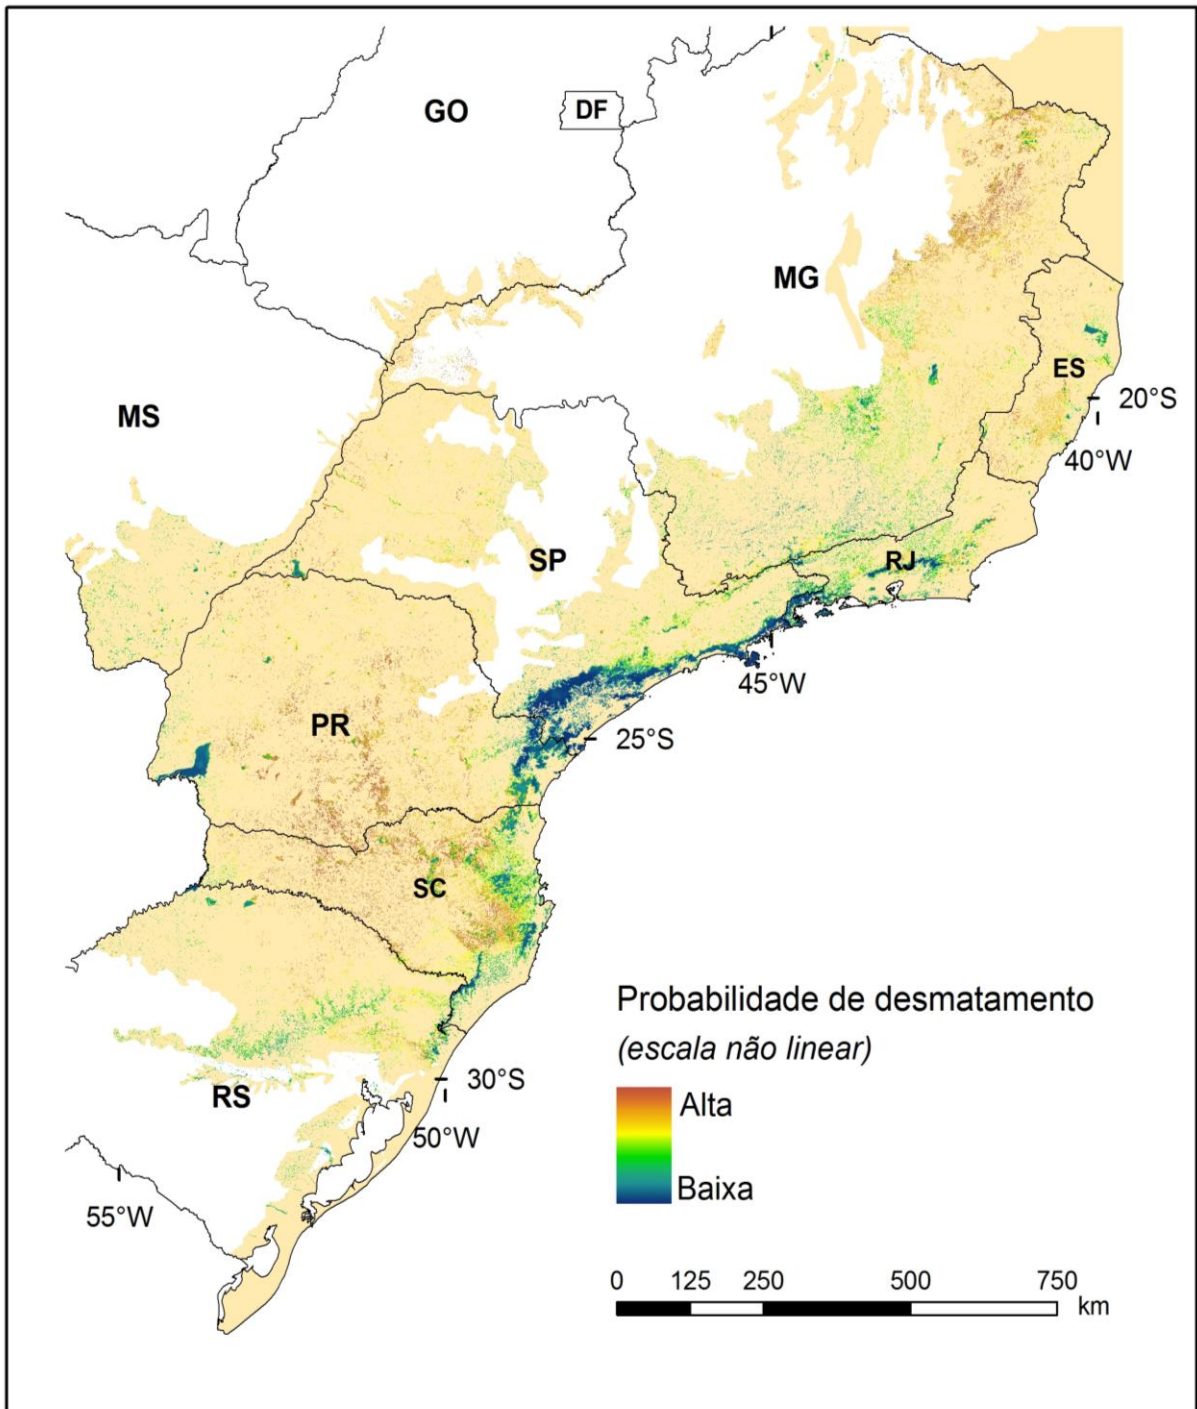 GO
DF
MG
MS
ES
20°S
40°W
SP
RJ
45°W
PR
25°S
SC
Probabilidade de desmatamento
(escala não linear)
30°S
RS
Alta
50°W
Baixa
55°W
0 125 250 500 750
km